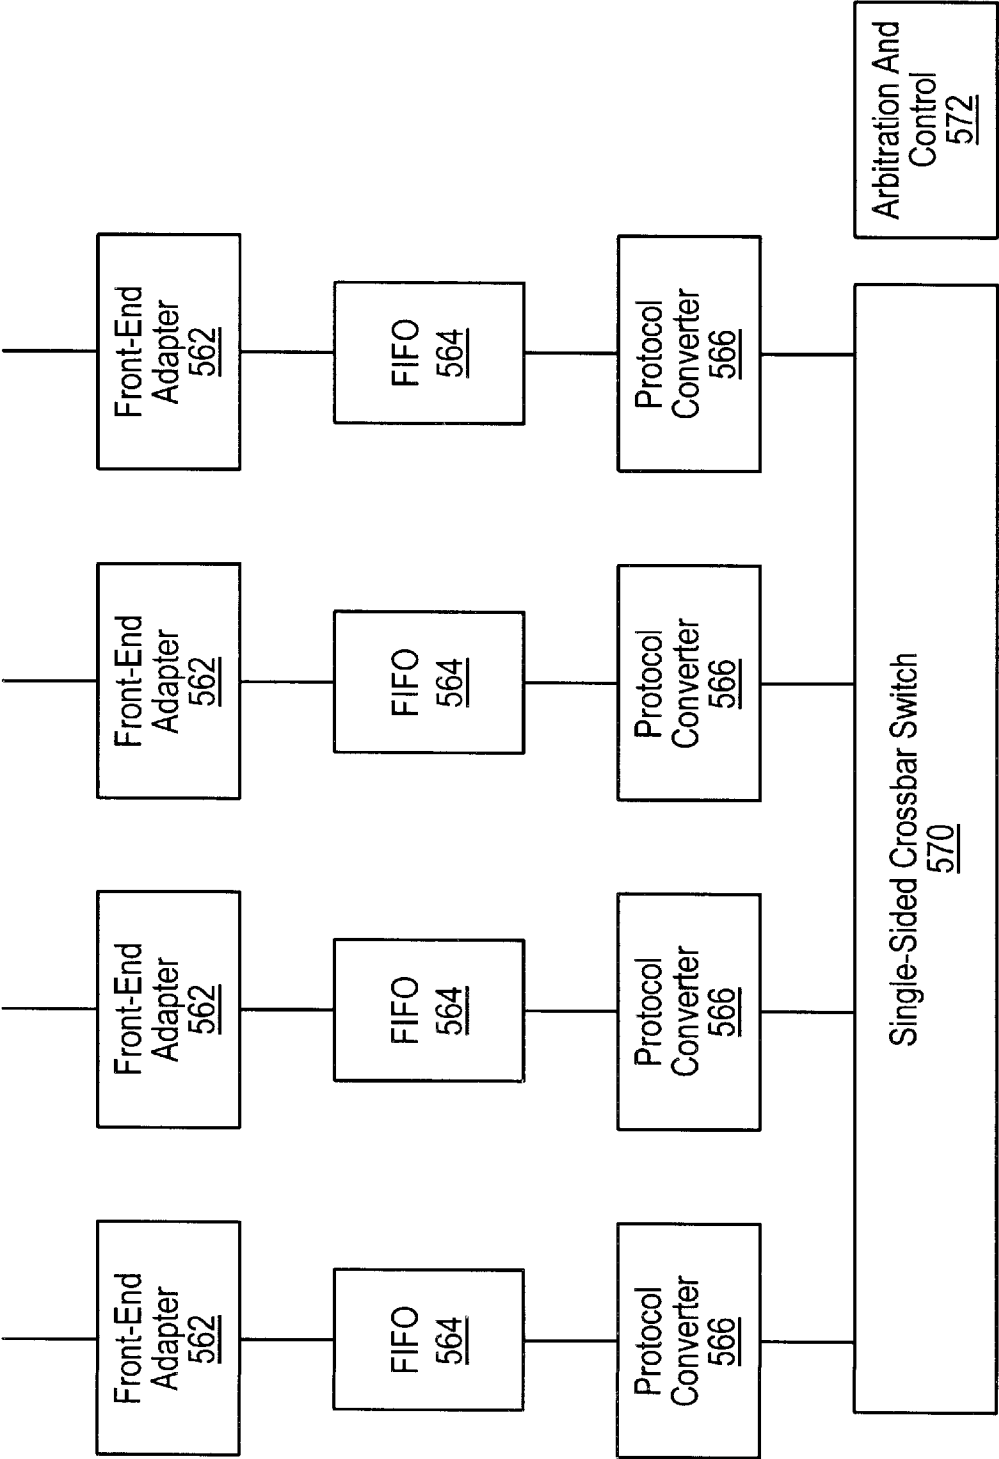 Front-End
Adapter
562
FIFO
564
Protocol
Converter
566
Front-End
Adapter
562
FIFO
564
Protocol
Converter
566
Front-End
Adapter
562
FIFO
564
Protocol
Converter
566
Front-End
Adapter
562
FIFO
564
Protocol
Converter
566
Single-Sided Crossbar Switch
570
Arbitration And
Control
572